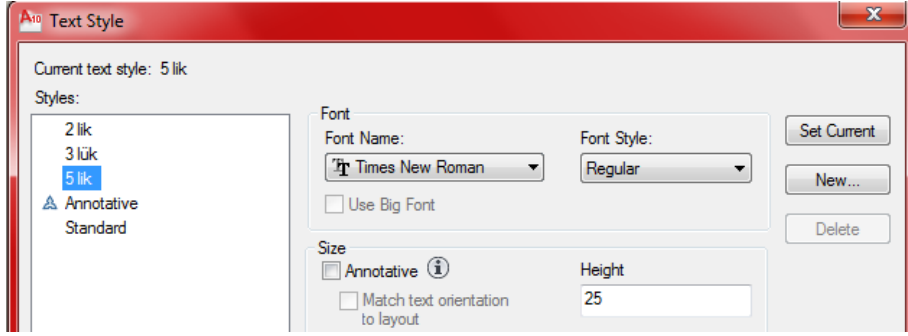 A10 Text Style
Current text style: 5 lik
Styles:
2 lik
3 lük
5 lik
Annotative
Standard
Font
Font Name:
Font Style:
Times New Roman
Regular
Use Big Font
Size
Annotative
Height
Match text orientation
to layout
25
Set Current
New...
Delete